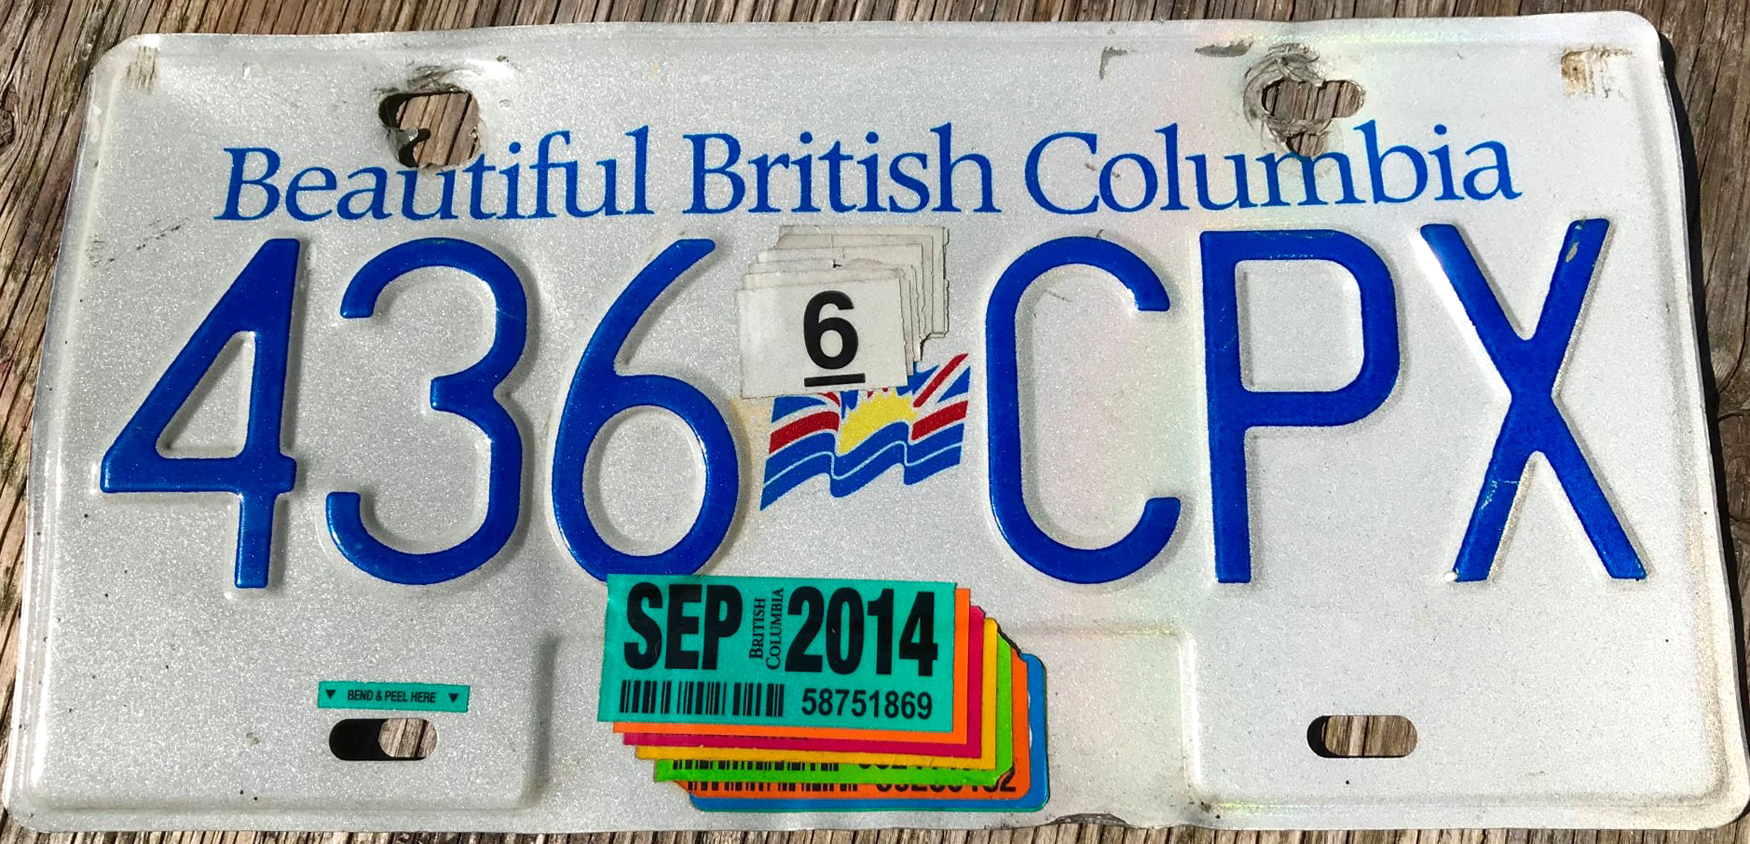 Beautiful British Columbia
436 CPX
6
SEP BRITISH COLUMBIA 2014
58751869
BEND & PEEL HERE